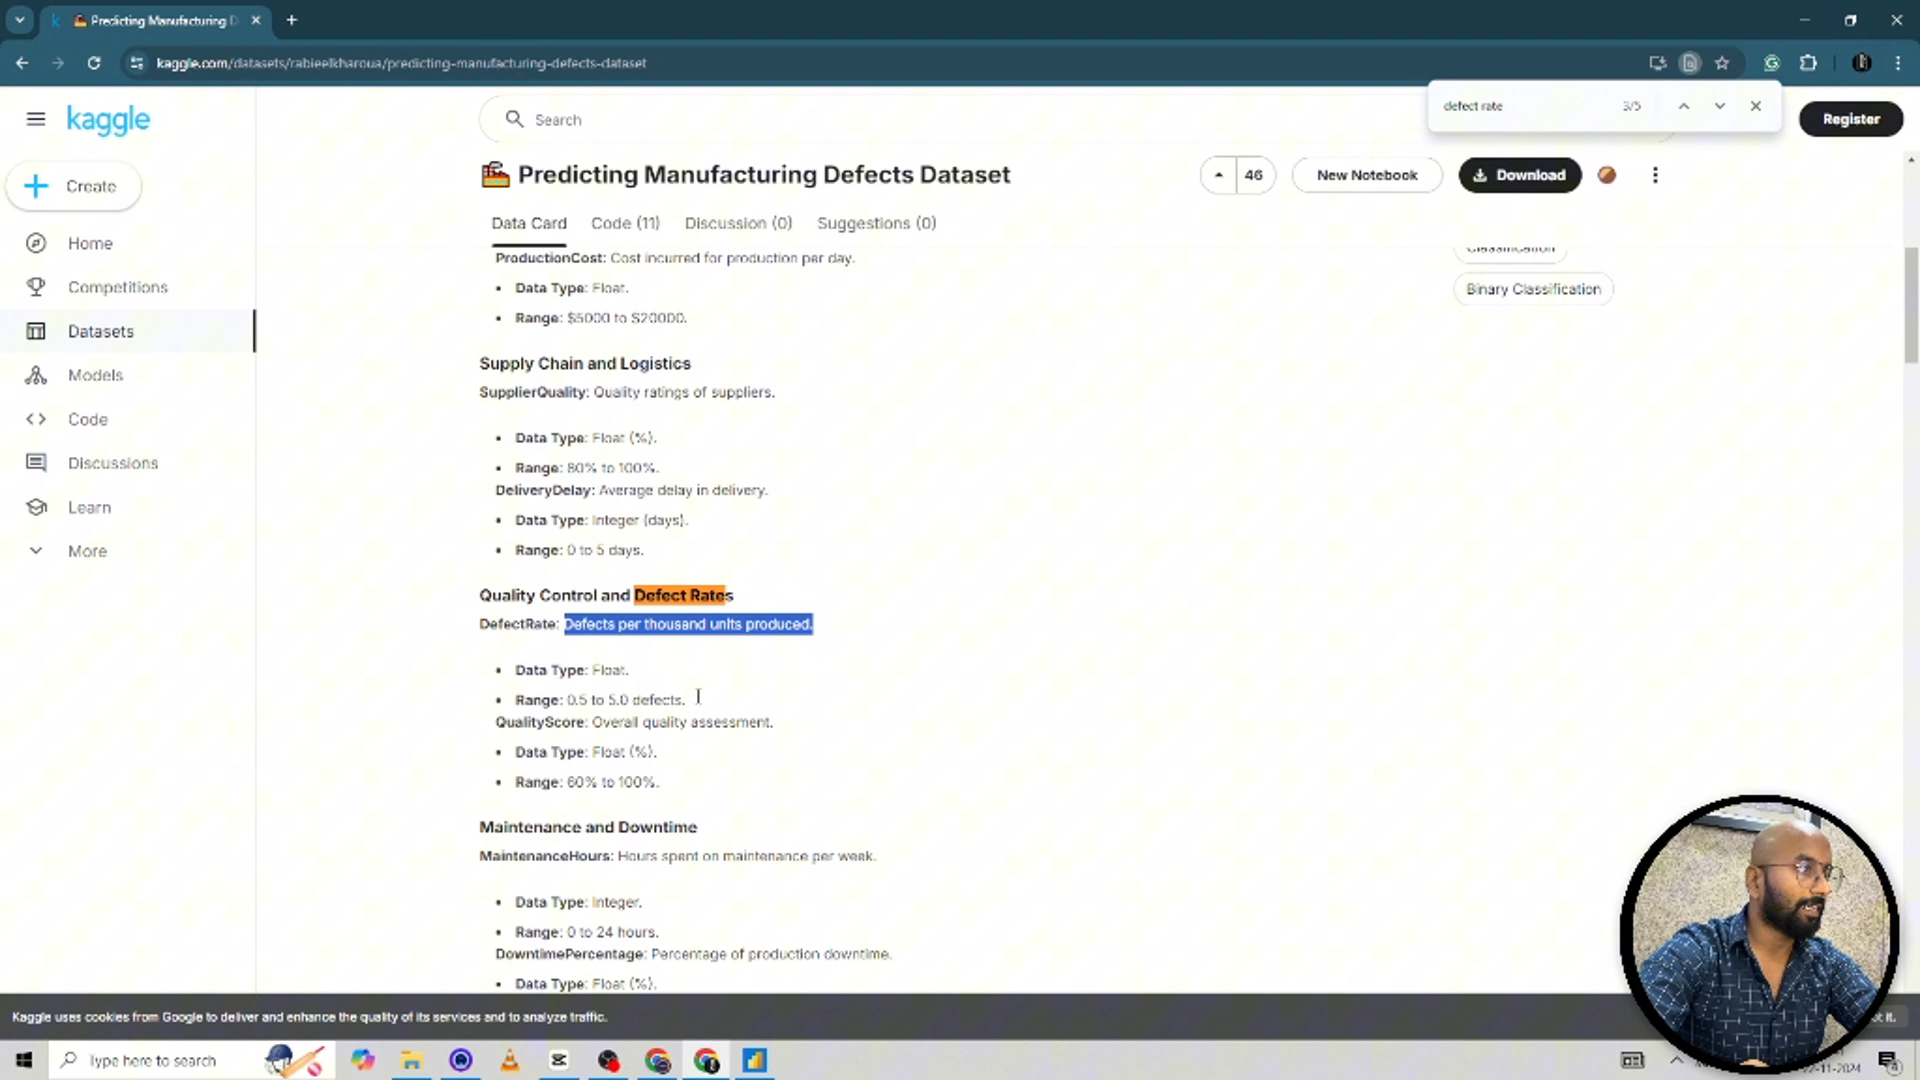 Predicting Manufacturing D
kaggle.com/datasets/rabieelkharoua/predicting-manufacturing-defects-dataset
defect rate 3/5
kaggle
Search
Register
Create
Predicting Manufacturing Defects Dataset
46
New Notebook
Download
Data Card
Code (11)
Discussion (0)
Suggestions (0)
Home
Competitions
Datasets
Models
Code
Discussions
Learn
More
ProductionCost: Cost incurred for production per day.
• Data Type: Float.
• Range: $5000 to $20000.
Supply Chain and Logistics
SupplierQuality: Quality ratings of suppliers.
• Data Type: Float (%).
• Range: 80% to 100%.
DeliveryDelay: Average delay in delivery.
• Data Type: Integer (days).
• Range: 0 to 5 days.
Quality Control and Defect Rates
DefectRate: Defects per thousand units produced.
• Data Type: Float.
• Range: 0.5 to 5.0 defects.
QualityScore: Overall quality assessment.
• Data Type: Float (%).
• Range: 60% to 100%.
Maintenance and Downtime
MaintenanceHours: Hours spent on maintenance per week.
• Data Type: Integer.
• Range: 0 to 24 hours.
DowntimePercentage: Percentage of production downtime.
• Data Type: Float (%).
Classification
Binary Classification
Kaggle uses cookies from Google to deliver and enhance the quality of its services and to analyze traffic.
Type here to search
-11-2024